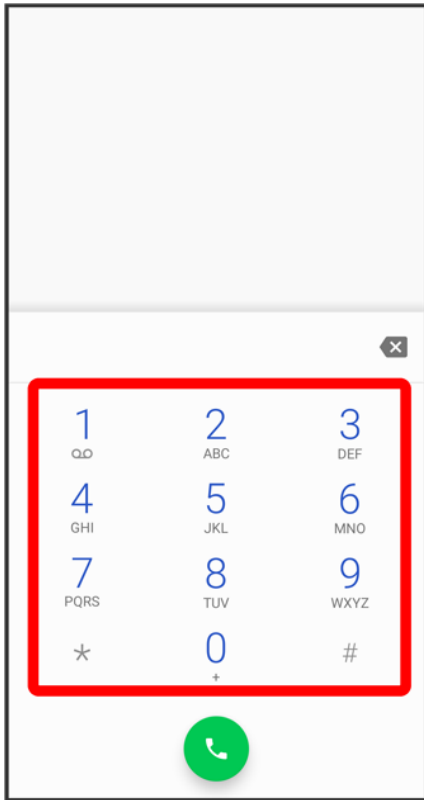 1 2 3
ABC DEF
4 5 6
GHI JKL MNO
7 8 9
PQRS TUV WXYZ
* 0 #
+